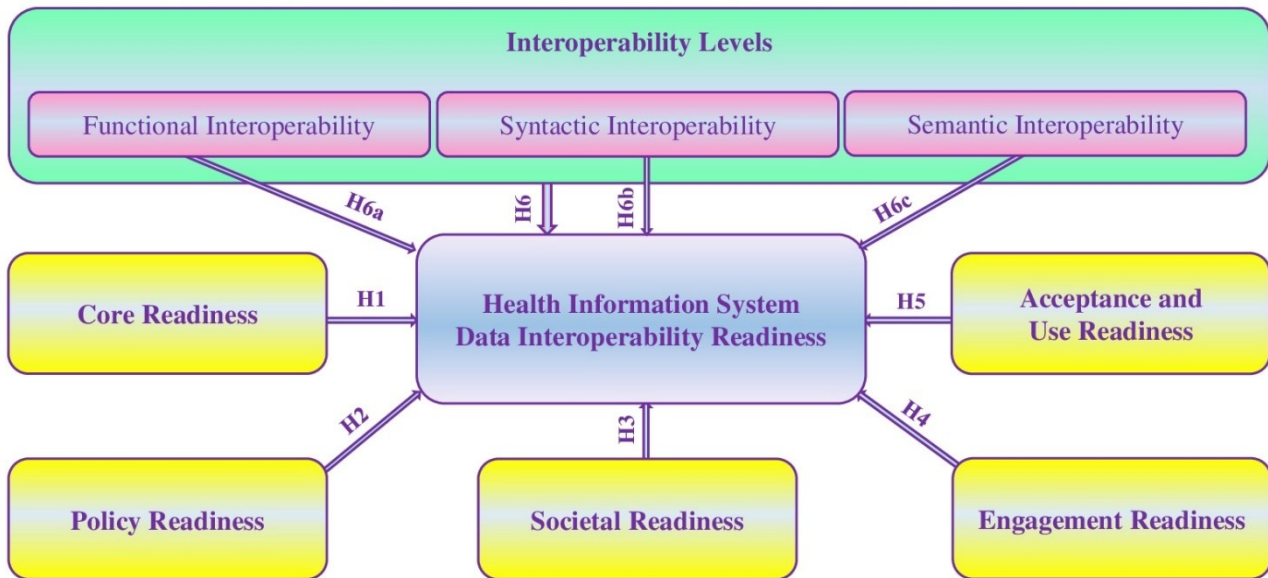 Interoperability Levels
Functional Interoperability
Syntactic Interoperability
Semantic Interoperability
H6a
H6
H6b
H6c
Core Readiness
H1
Health Information System
Data Interoperability Readiness
H5
Acceptance and
Use Readiness
H2
H3
H4
Policy Readiness
Societal Readiness
Engagement Readiness